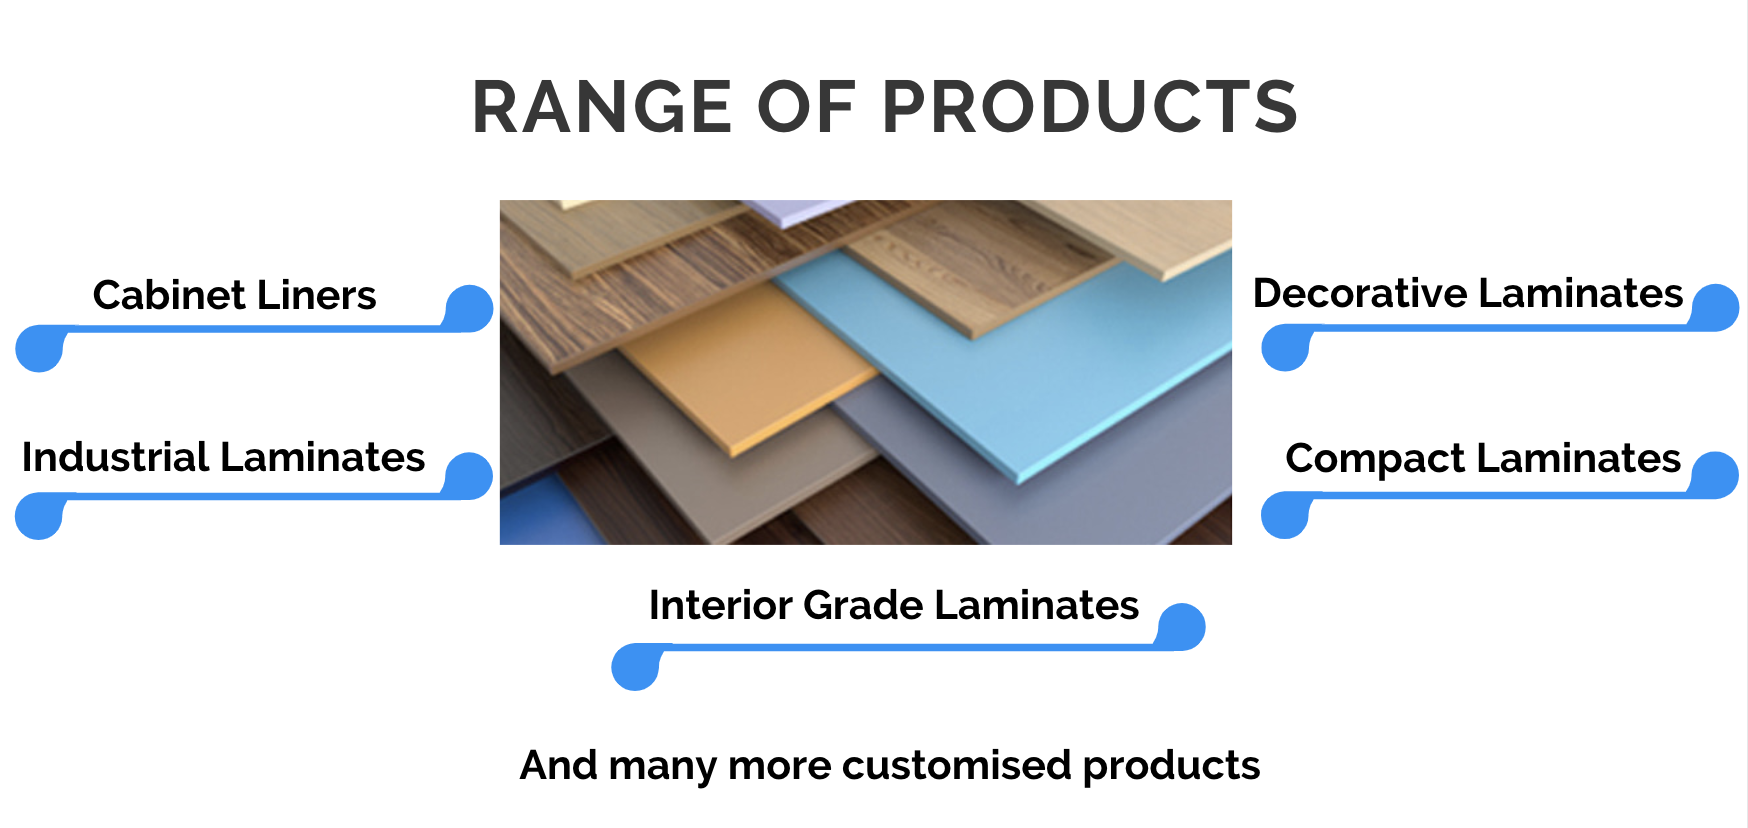 RANGE OF PRODUCTS
Cabinet Liners
Decorative Laminates
Industrial Laminates
Compact Laminates
Interior Grade Laminates
And many more customised products